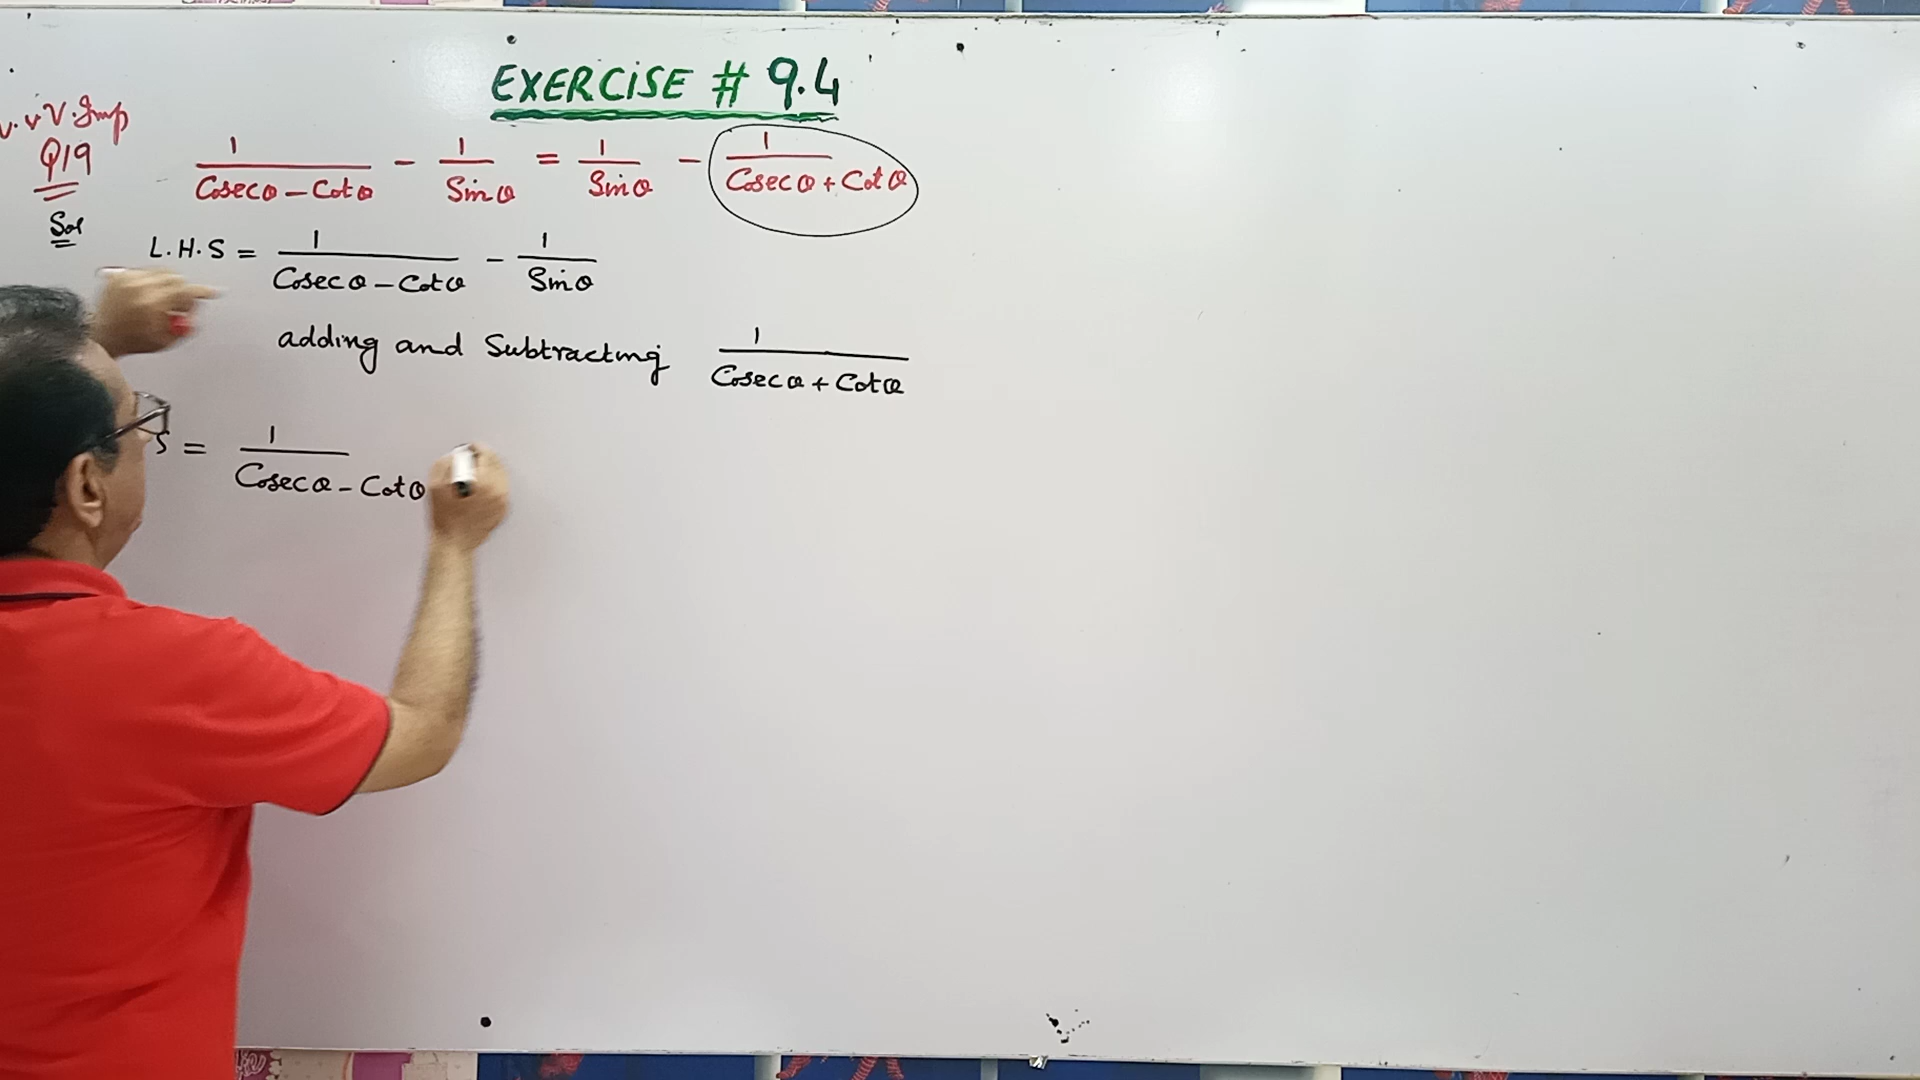 EXERCISE # 9.4
V.V.V.Imp
Q19 1/(Cosecθ - Cotθ) - 1/Sinθ = 1/Sinθ - 1/(Cosecθ + Cotθ)
Sol
L.H.S = 1/(Cosecθ - Cotθ) - 1/Sinθ
adding and Subtracting 1/(Cosecθ + Cotθ)
S = 1/(Cosecθ - Cotθ)